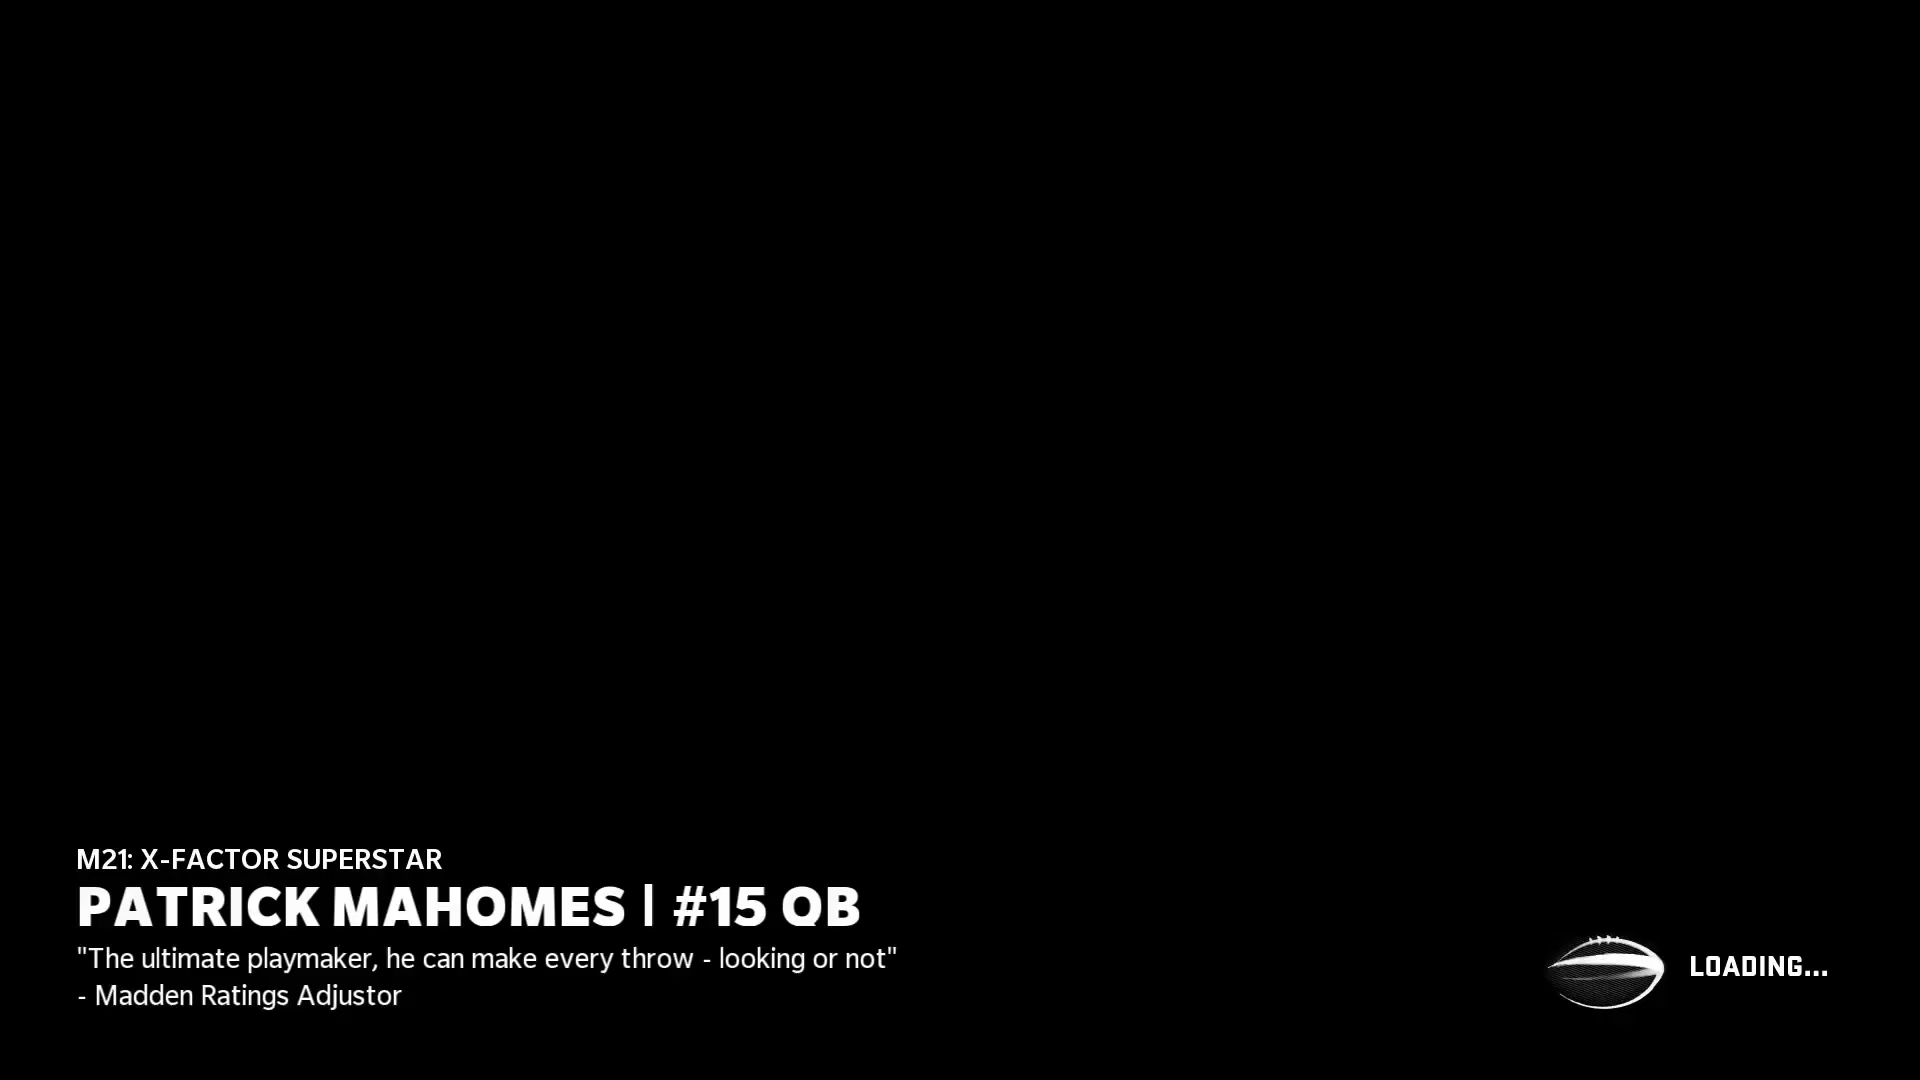 M21: X-FACTOR SUPERSTAR
PATRICK MAHOMES | #15 QB
"The ultimate playmaker, he can make every throw - looking or not"
- Madden Ratings Adjustor
LOADING...